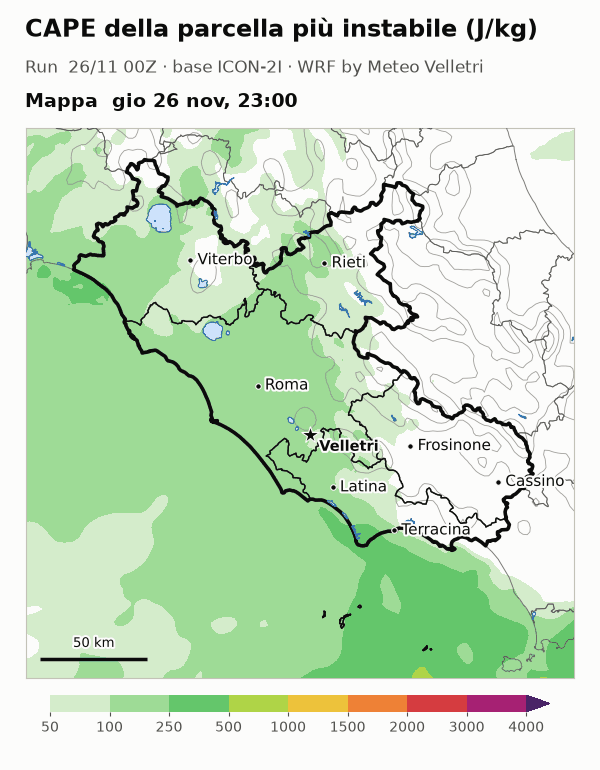 CAPE della parcella più instabile (J/kg)
Run  26/11 00Z · base ICON-2I · WRF by Meteo Velletri
Mappa  gio 26 nov, 23:00
Viterbo
Rieti
Roma
Velletri
Frosinone
Cassino
Latina
Terracina
50 km
50 100 250 500 1000 1500 2000 3000 4000